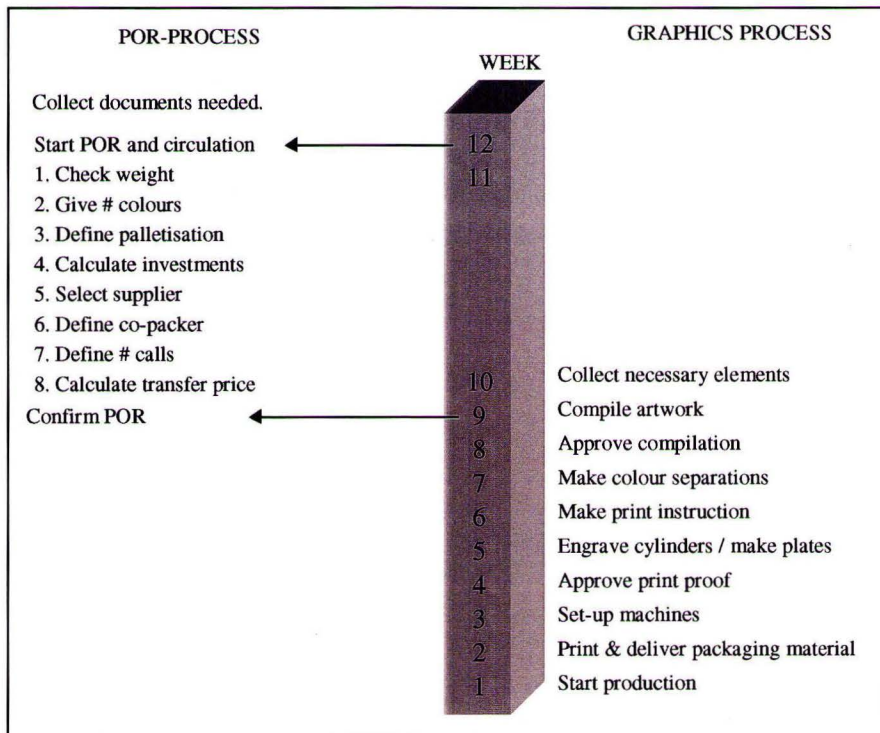 POR-PROCESS
GRAPHICS PROCESS
WEEK
Collect documents needed.
Start POR and circulation
1. Check weight
2. Give # colours
3. Define palletisation
4. Calculate investments
5. Select supplier
6. Define co-packer
7. Define # calls
8. Calculate transfer price
Confirm POR
12
11
10
9
8
7
6
5
4
3
2
1
Collect necessary elements
Compile artwork
Approve compilation
Make colour separations
Make print instruction
Engrave cylinders / make plates
Approve print proof
Set-up machines
Print & deliver packaging material
Start production